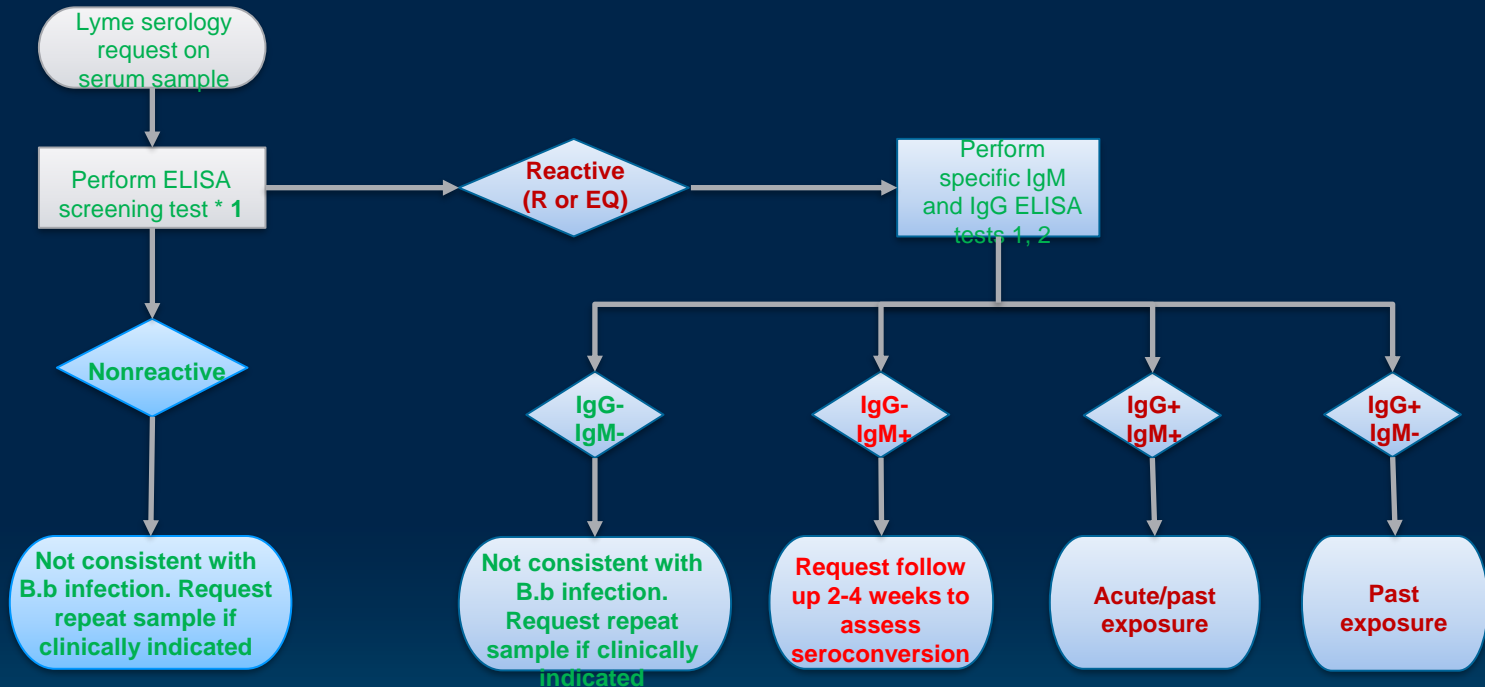 Lyme serology
request on
serum sample
Perform ELISA
screening test * 1
Reactive
(R or EQ)
Perform
specific IgM
and IgG ELISA
tests 1, 2
Nonreactive
IgG-
IgM-
IgG-
IgM+
IgG+
IgM+
IgG+
IgM-
Not consistent with
B.b infection. Request
repeat sample if
clinically indicated
Not consistent with
B.b infection.
Request repeat
sample if clinically
indicated
Request follow
up 2-4 weeks to
assess
seroconversion
Acute/past
exposure
Past
exposure